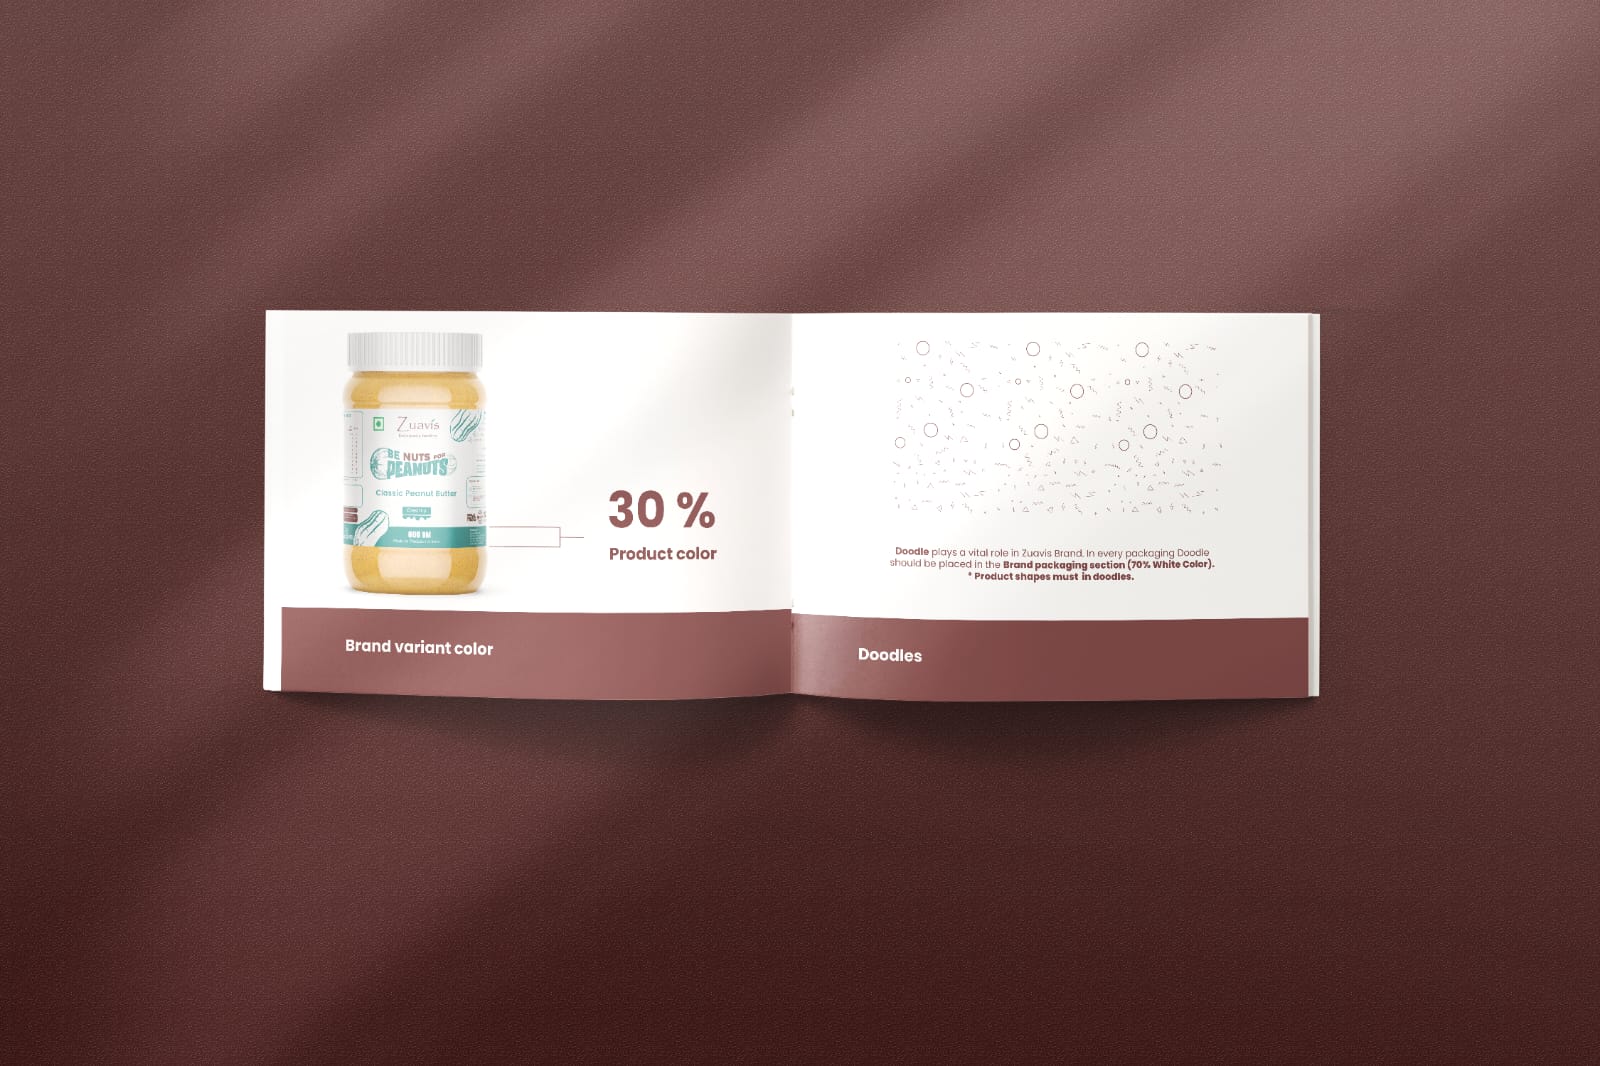 Zuavis
BE NUTS FOR
PEANUTS
Classic Peanut Butter
Creamy
30 %
Product color
Brand variant color
Doodle plays a vital role in Zuavis Brand. In every packaging Doodle
should be placed in the Brand packaging section (70% White Color).
* Product shapes must in doodles.
Doodles